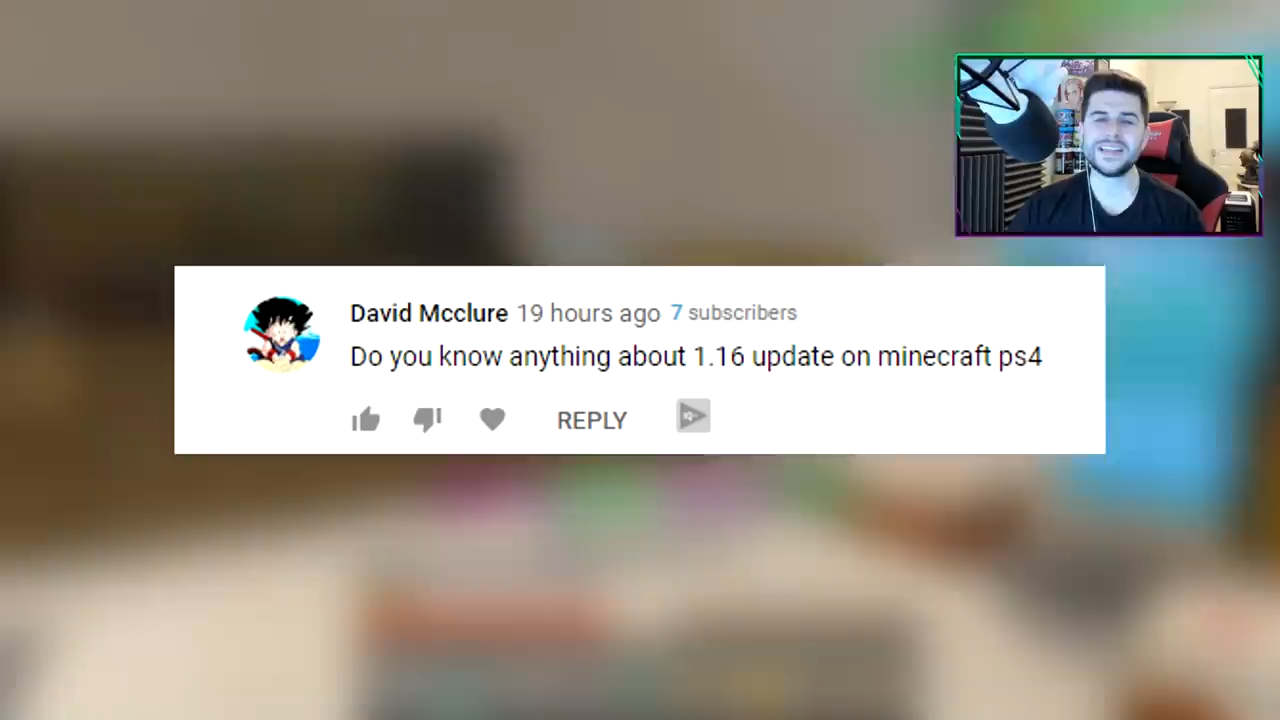 David Mcclure 19 hours ago 7 subscribers
Do you know anything about 1.16 update on minecraft ps4
REPLY